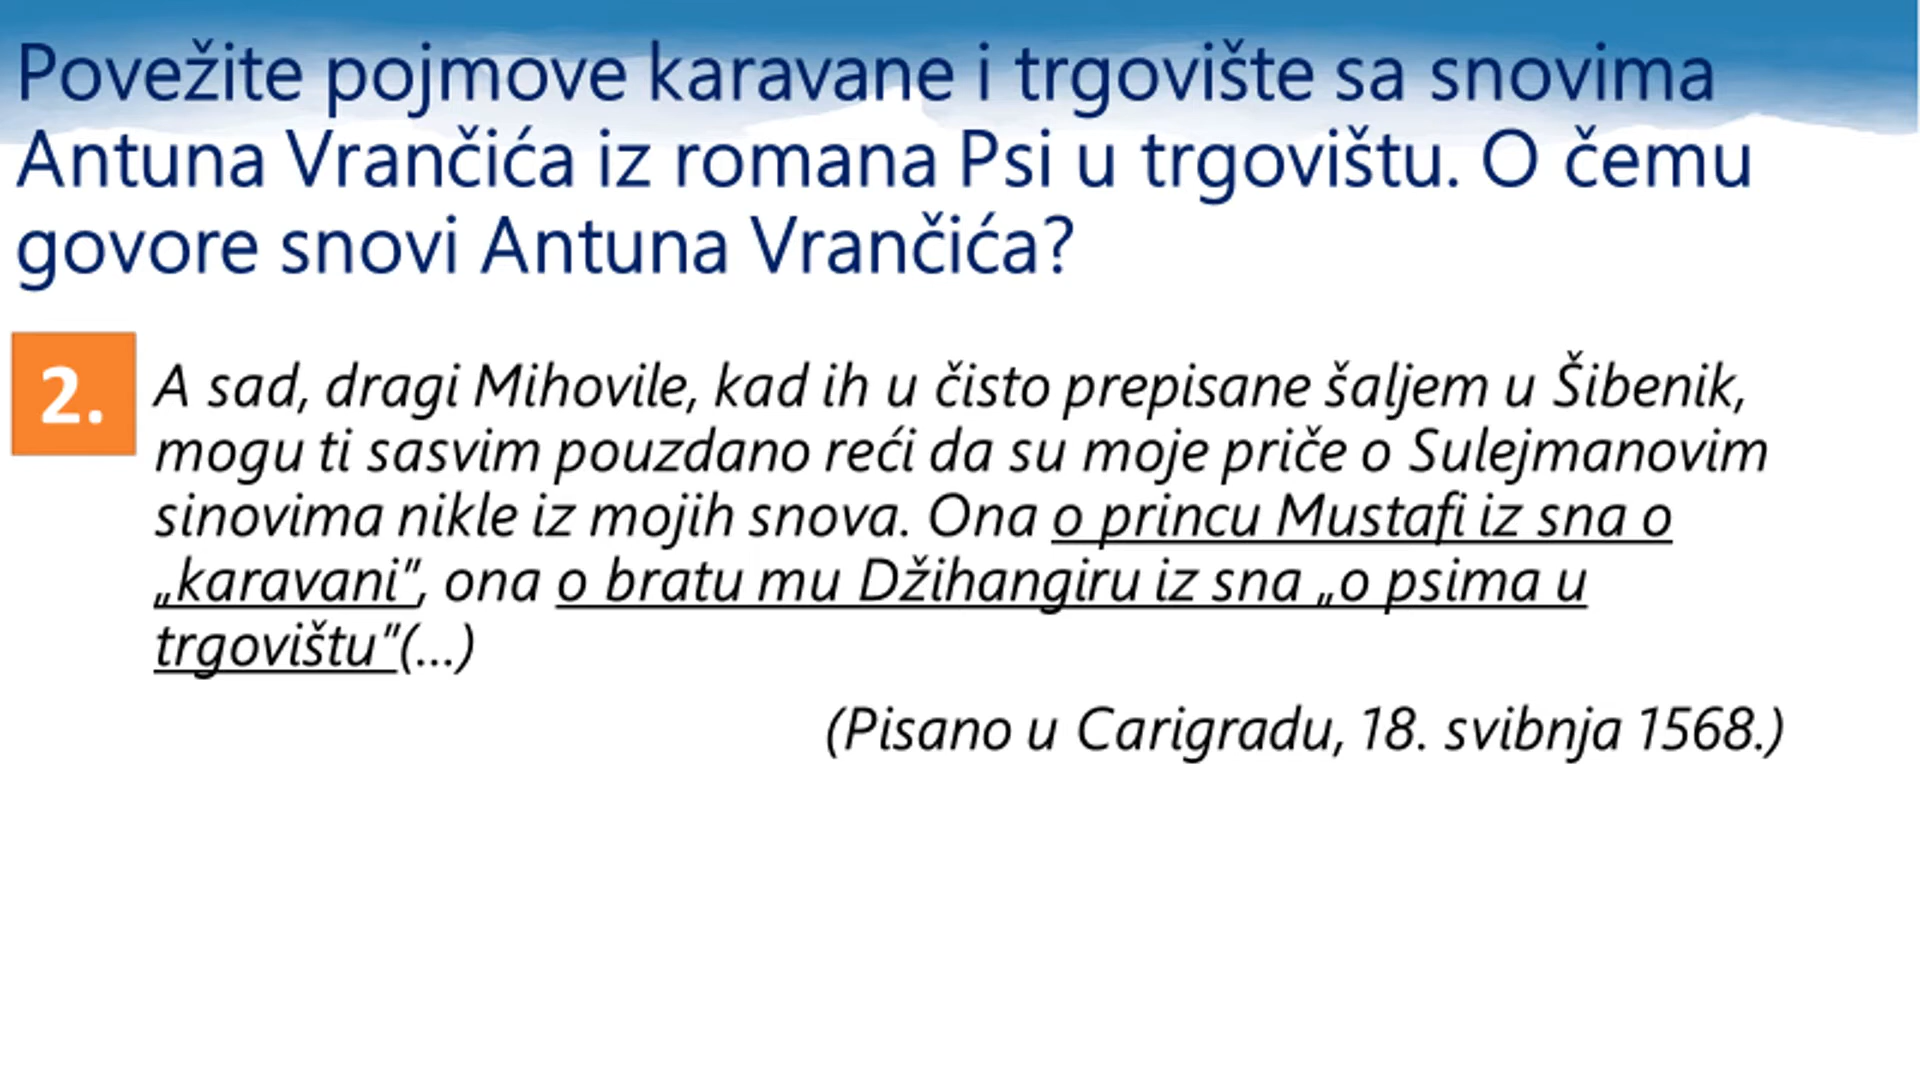 Povežite pojmove karavane i trgovište sa snovima
Antuna Vrančića iz romana Psi u trgovištu. O čemu
govore snovi Antuna Vrančića?
2.
A sad, dragi Mihovile, kad ih u čisto prepisane šaljem u Šibenik,
mogu ti sasvim pouzdano reći da su moje priče o Sulejmanovim
sinovima nikle iz mojih snova. Ona o princu Mustafi iz sna o
„karavani", ona o bratu mu Džihangiru iz sna „o psima u
trgovištu"(...)
(Pisano u Carigradu, 18. svibnja 1568.)